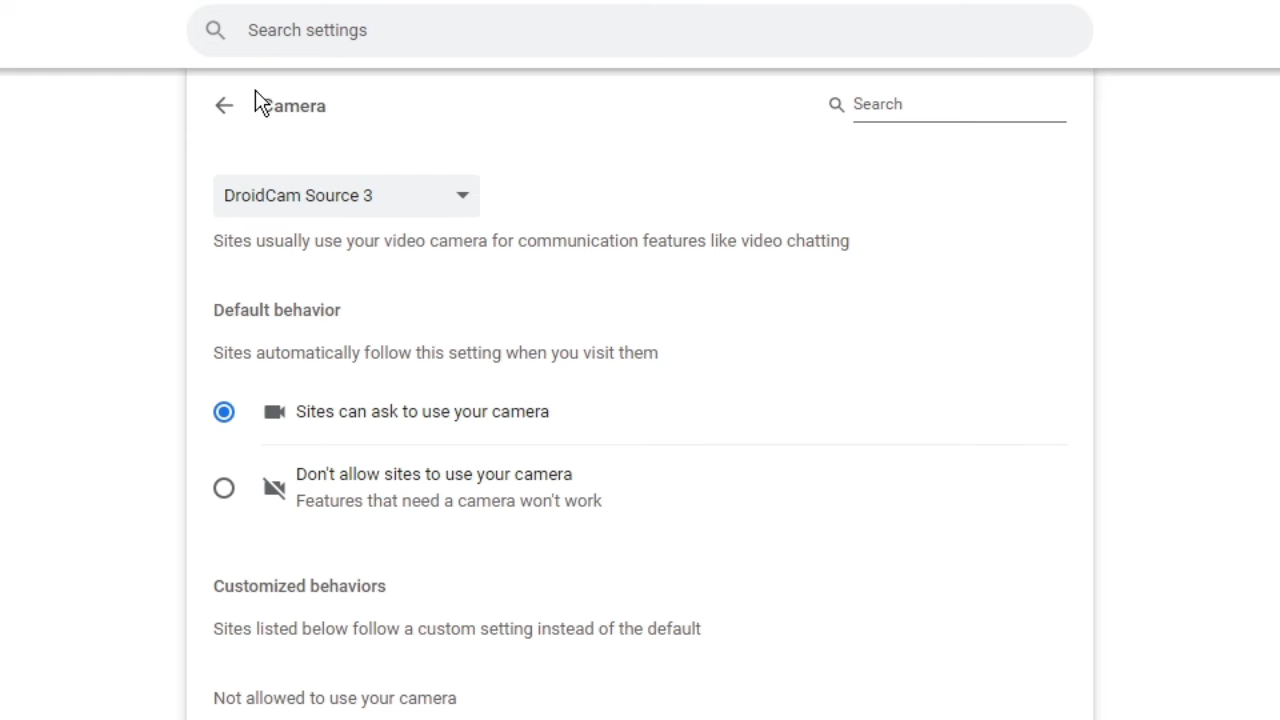 Search settings
Camera
Search
DroidCam Source 3
Sites usually use your video camera for communication features like video chatting
Default behavior
Sites automatically follow this setting when you visit them
Sites can ask to use your camera
Don't allow sites to use your camera
Features that need a camera won't work
Customized behaviors
Sites listed below follow a custom setting instead of the default
Not allowed to use your camera